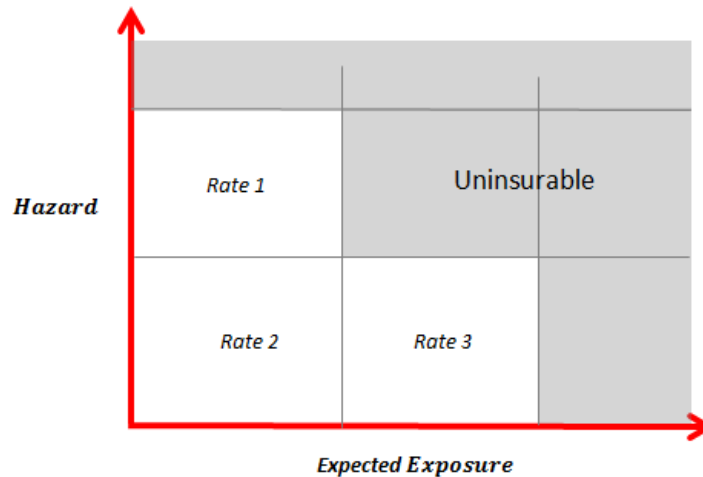 Uninsurable
Rate 1
Hazard
Rate 2
Rate 3
Expected Exposure